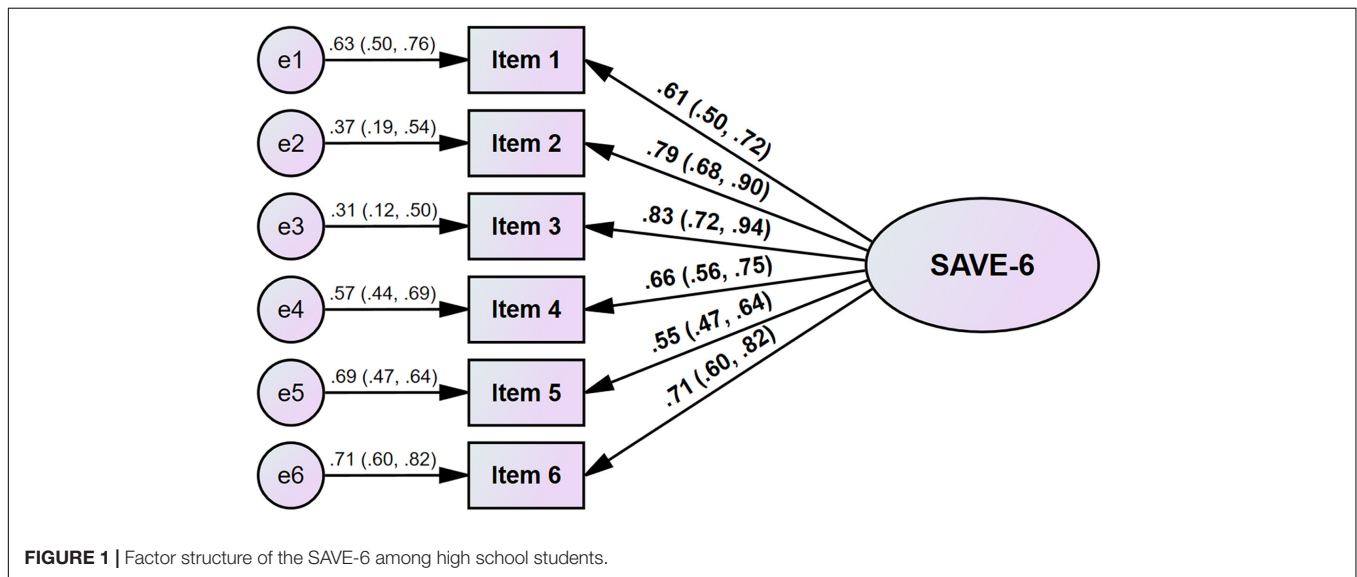 e1 .63 (.50, .76) Item 1
.61 (.50, .72)
e2 .37 (.19, .54) Item 2
.79 (.68, .90)
e3 .31 (.12, .50) Item 3
.83 (.72, .94)
SAVE-6
e4 .57 (.44, .69) Item 4
.66 (.56, .75)
e5 .69 (.47, .64) Item 5
.55 (.47, .64)
e6 .71 (.60, .82) Item 6
.71 (.60, .82)
FIGURE 1 | Factor structure of the SAVE-6 among high school students.